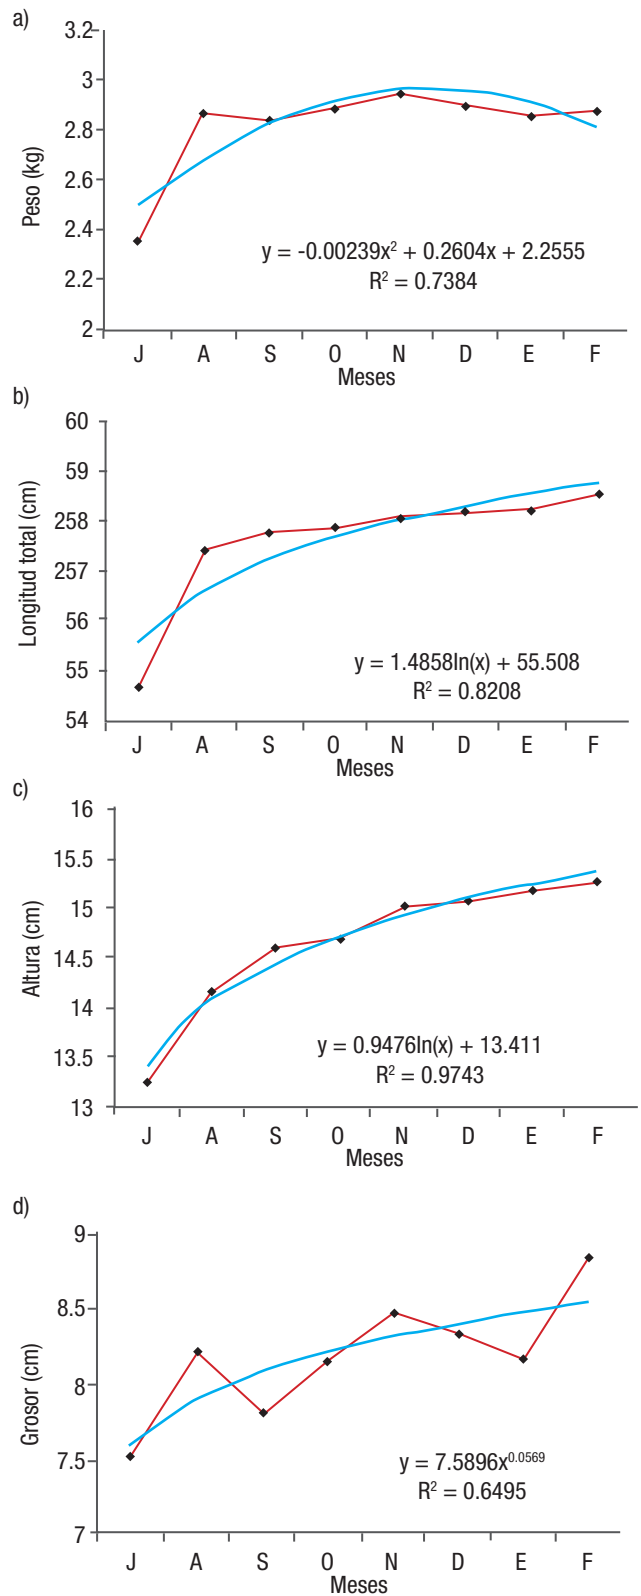 a)
3.2
3
2.8
2.6
2.4
2.2
2
Peso (kg)
y = -0.00239x² + 0.2604x + 2.2555
R² = 0.7384
J A S O N D E F
Meses
b)
60
59
258
257
56
55
54
Longitud total (cm)
y = 1.4858ln(x) + 55.508
R² = 0.8208
J A S O N D E F
Meses
c)
16
15.5
15
14.5
14
13.5
13
Altura (cm)
y = 0.9476ln(x) + 13.411
R² = 0.9743
J A S O N D E F
Meses
d)
9
8.5
8
7.5
7
Grosor (cm)
y = 7.5896x^0.0569
R² = 0.6495
J A S O N D E F
Meses